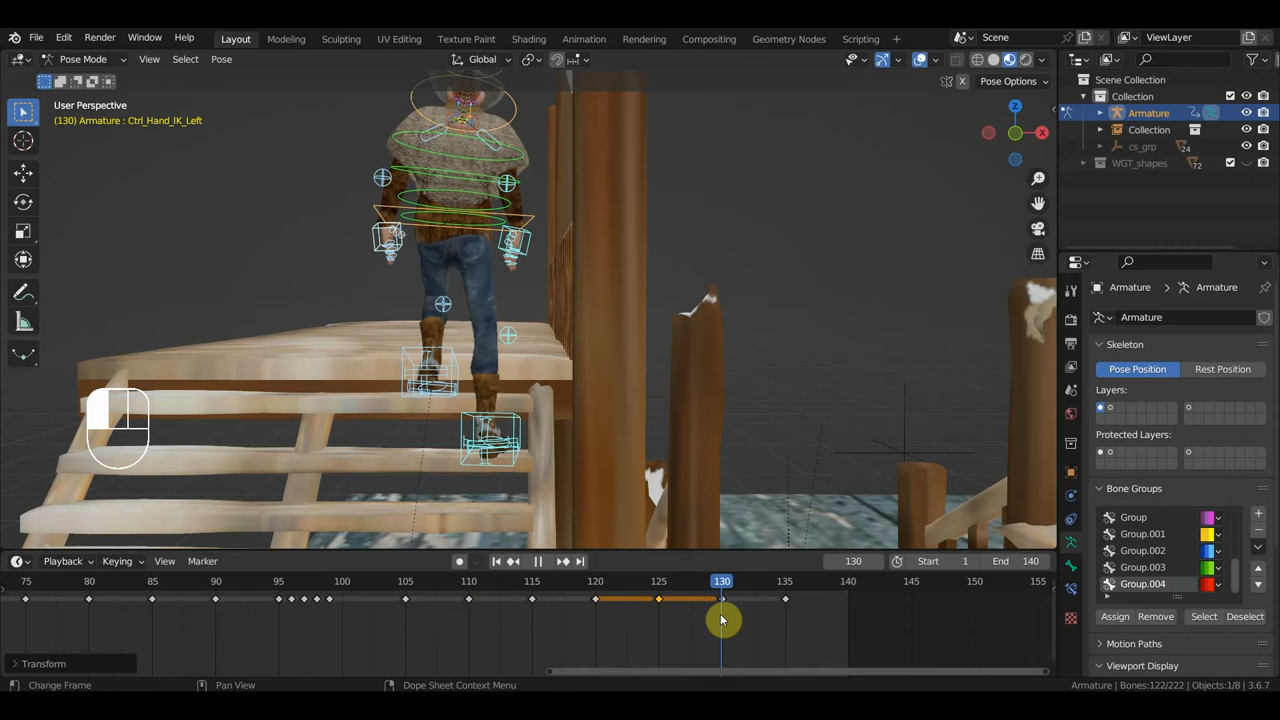 File Edit Render Window Help Layout Modeling Sculpting UV Editing Texture Paint Shading Animation Rendering Compositing Geometry Nodes Scripting + Scene ViewLayer
Pose Mode View Select Pose Global
X Pose Options
User Perspective
(130) Armature : Ctrl_Hand_IK_Left
Z
X
Scene Collection
Collection
Armature
Collection
cs_grp 24
WGT_shapes 72
Armature > Armature
Armature
Skeleton
Pose Position Rest Position
Layers:
Protected Layers:
Bone Groups
Group
Group.001
Group.002
Group.003
Group.004
Assign Remove Select Deselect
Motion Paths
Viewport Display
Playback Keying View Marker 130 Start 1 End 140
75 80 85 90 95 100 105 110 115 120 125 130 135 140 145 150 155
Transform
Change Frame Pan View Dope Sheet Context Menu Armature | Bones:122/222 | Objects:1/8 | 3.6.7